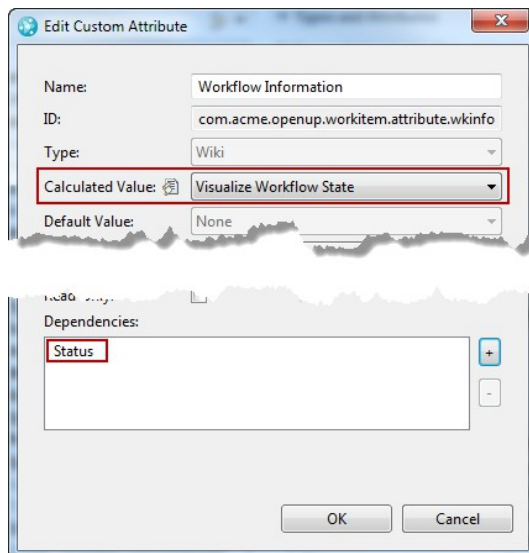 Edit Custom Attribute
Name: Workflow Information
ID: com.acme.openup.workitem.attribute.wkinfo
Type: Wiki
Calculated Value: Visualize Workflow State
Default Value: None
Dependencies:
Status
+
-
OK Cancel